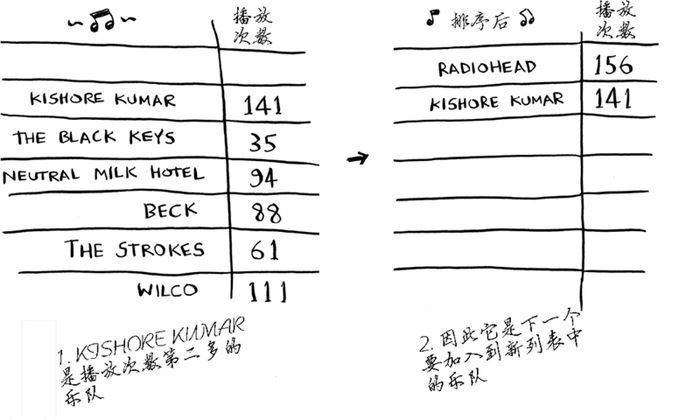 播放
次数
KISHORE KUMAR 141
THE BLACK KEYS 35
NEUTRAL MILK HOTEL 94
BECK 88
THE STROKES 61
WILCO 111
1. KISHORE KUMAR
是播放次数第二多的
乐队
排序后 播放
次数
RADIOHEAD 156
KISHORE KUMAR 141
2. 因此它是下一个
要加入到新列表中
的乐队